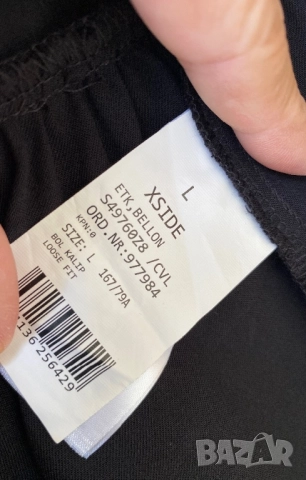 L
XSIDE
ETK,BELLON
S4976028 /CVL
ORD.NR:977984
KPN:0
SIZE: L 167/79A
BOL KALIP
LOOSE FIT
136256429
BAZAR